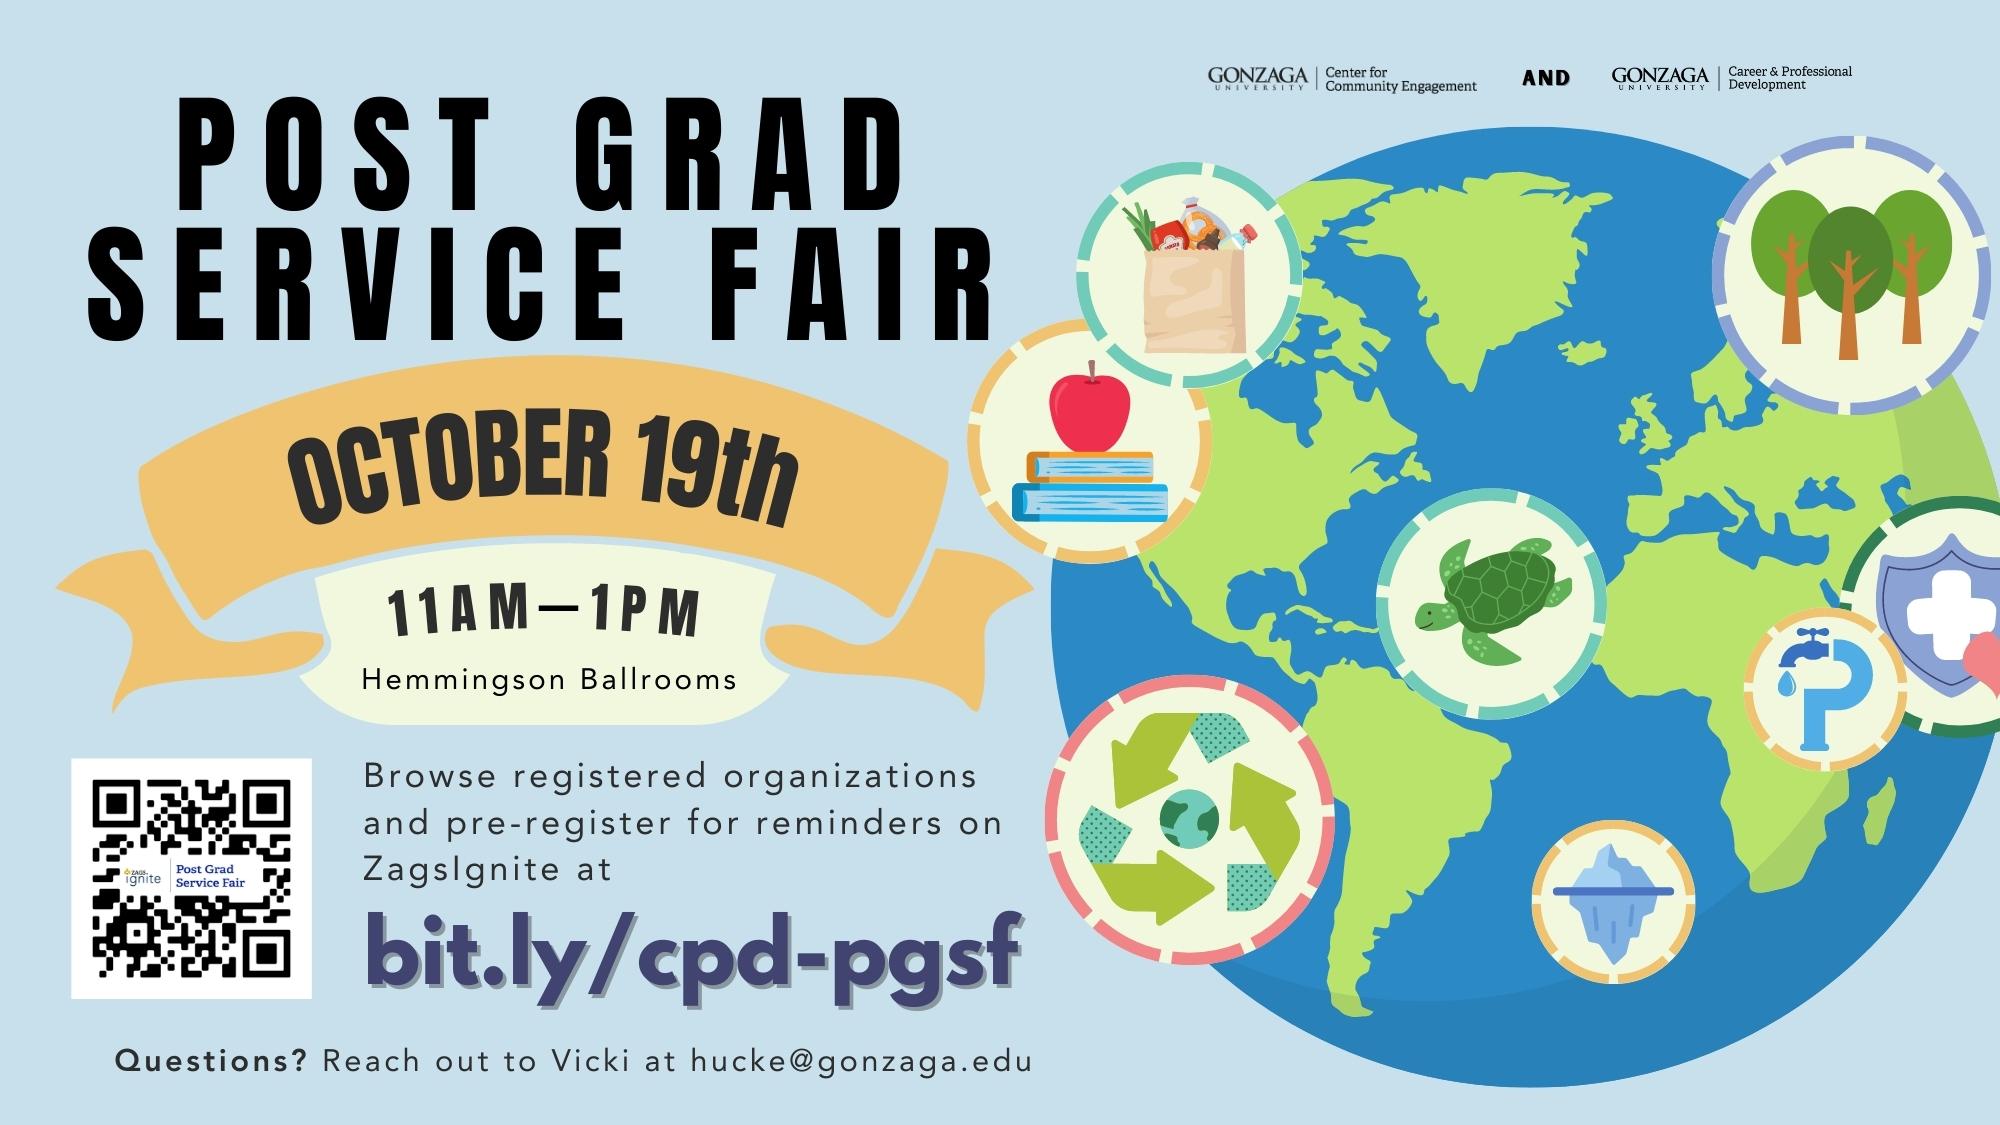 GONZAGA
UNIVERSITY
Center for
Community Engagement
AND
GONZAGA
UNIVERSITY
Career & Professional
Development
POST GRAD
SERVICE FAIR
OCTOBER 19th
11AM—1PM
Hemmingson Ballrooms
ZAGS
ignite
Post Grad
Service Fair
Browse registered organizations
and pre-register for reminders on
ZagsIgnite at
bit.ly/cpd-pgsf
Questions? Reach out to Vicki at hucke@gonzaga.edu